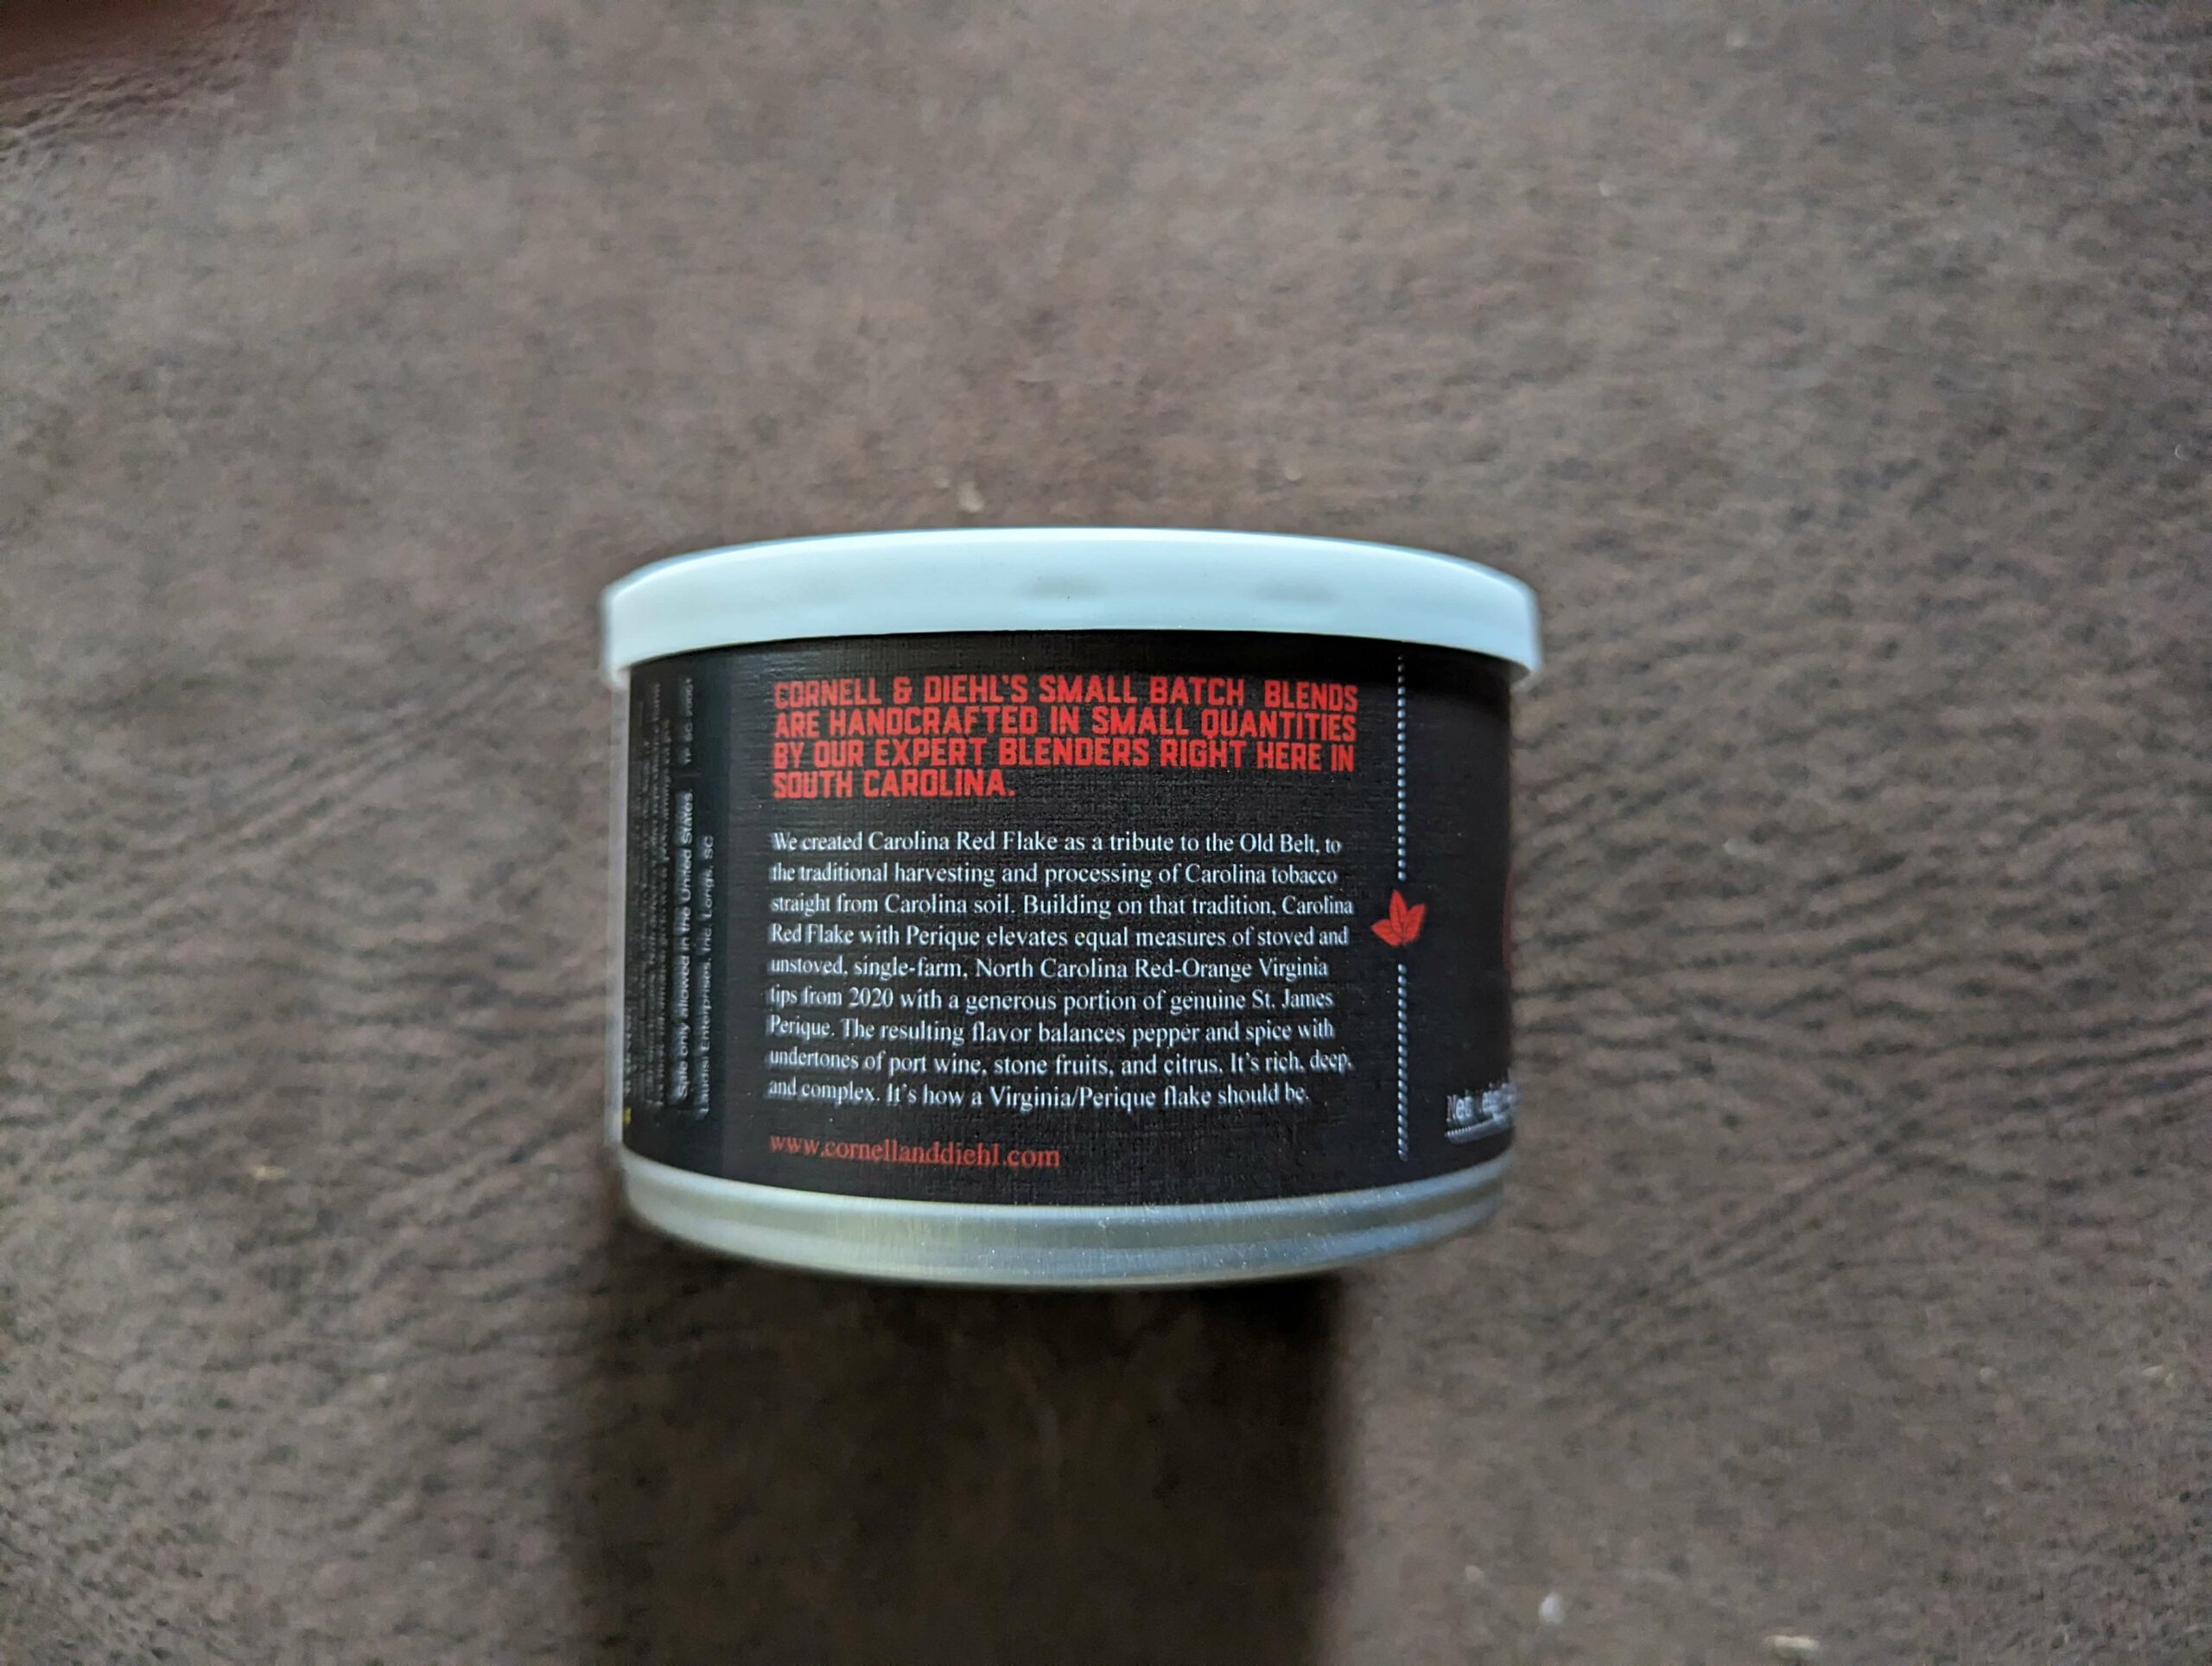 CORNELL & DIEHL'S SMALL BATCH BLENDS
ARE HANDCRAFTED IN SMALL QUANTITIES
BY OUR EXPERT BLENDERS RIGHT HERE IN
SOUTH CAROLINA.
We created Carolina Red Flake as a tribute to the Old Belt, to
the traditional harvesting and processing of Carolina tobacco
straight from Carolina soil. Building on that tradition, Carolina
Red Flake with Perique elevates equal measures of stoved and
unstoved, single-farm, North Carolina Red-Orange Virginia
tips from 2020 with a generous portion of genuine St. James
Perique. The resulting flavor balances pepper and spice with
undertones of port wine, stone fruits, and citrus. It's rich, deep,
and complex. It's how a Virginia/Perique flake should be.
www.cornellanddiehl.com
Sale only allowed in the United States
Laudisi Enterprises, Inc. Longs, SC